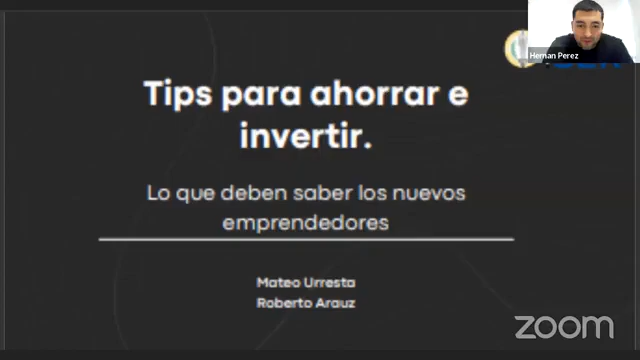 Hernan Perez
Tips para ahorrar e
invertir.
Lo que deben saber los nuevos
emprendedores
Mateo Urresta
Roberto Arauz
zoom